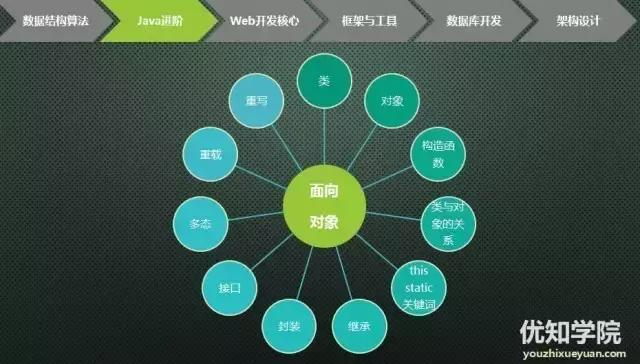 数据结构算法
Java进阶
Web开发核心
框架与工具
数据库开发
架构设计
类
对象
构造函
数
类与对
象的关
系
this
static
关键词
继承
封装
接口
多态
重载
重写
面向
对象
优知学院
youzhixueyuan.com